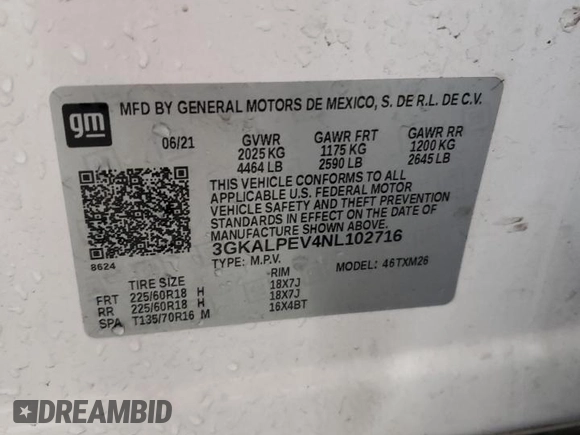 gm
MFD BY GENERAL MOTORS DE MEXICO, S. DE R.L. DE C.V.
06/21 GVWR GAWR FRT GAWR RR
2025 KG 1175 KG 1200 KG
4464 LB 2590 LB 2645 LB
THIS VEHICLE CONFORMS TO ALL
APPLICABLE U.S. FEDERAL MOTOR
VEHICLE SAFETY AND THEFT PREVENTION
STANDARDS IN EFFECT ON THE DATE OF
MANUFACTURE SHOWN ABOVE.
3GKALPEV4NL102716
8624 TYPE: M.P.V. MODEL: 46TXM26
TIRE SIZE RIM
FRT 225/60R18 H 18X7J
RR 225/60R18 H 18X7J
SPA T135/70R16 M 16X4BT
DREAMBID